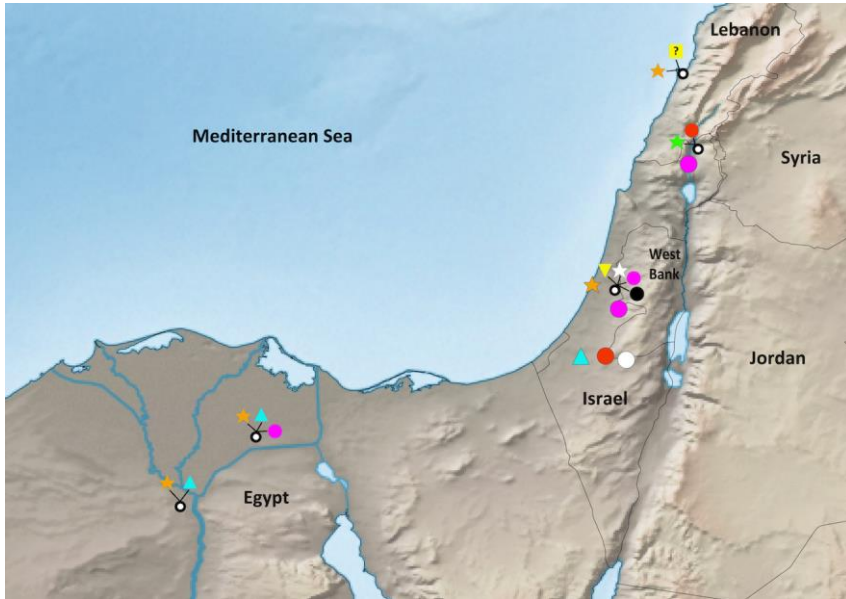 Lebanon
?
Mediterranean Sea
Syria
West
Bank
Jordan
Israel
Egypt